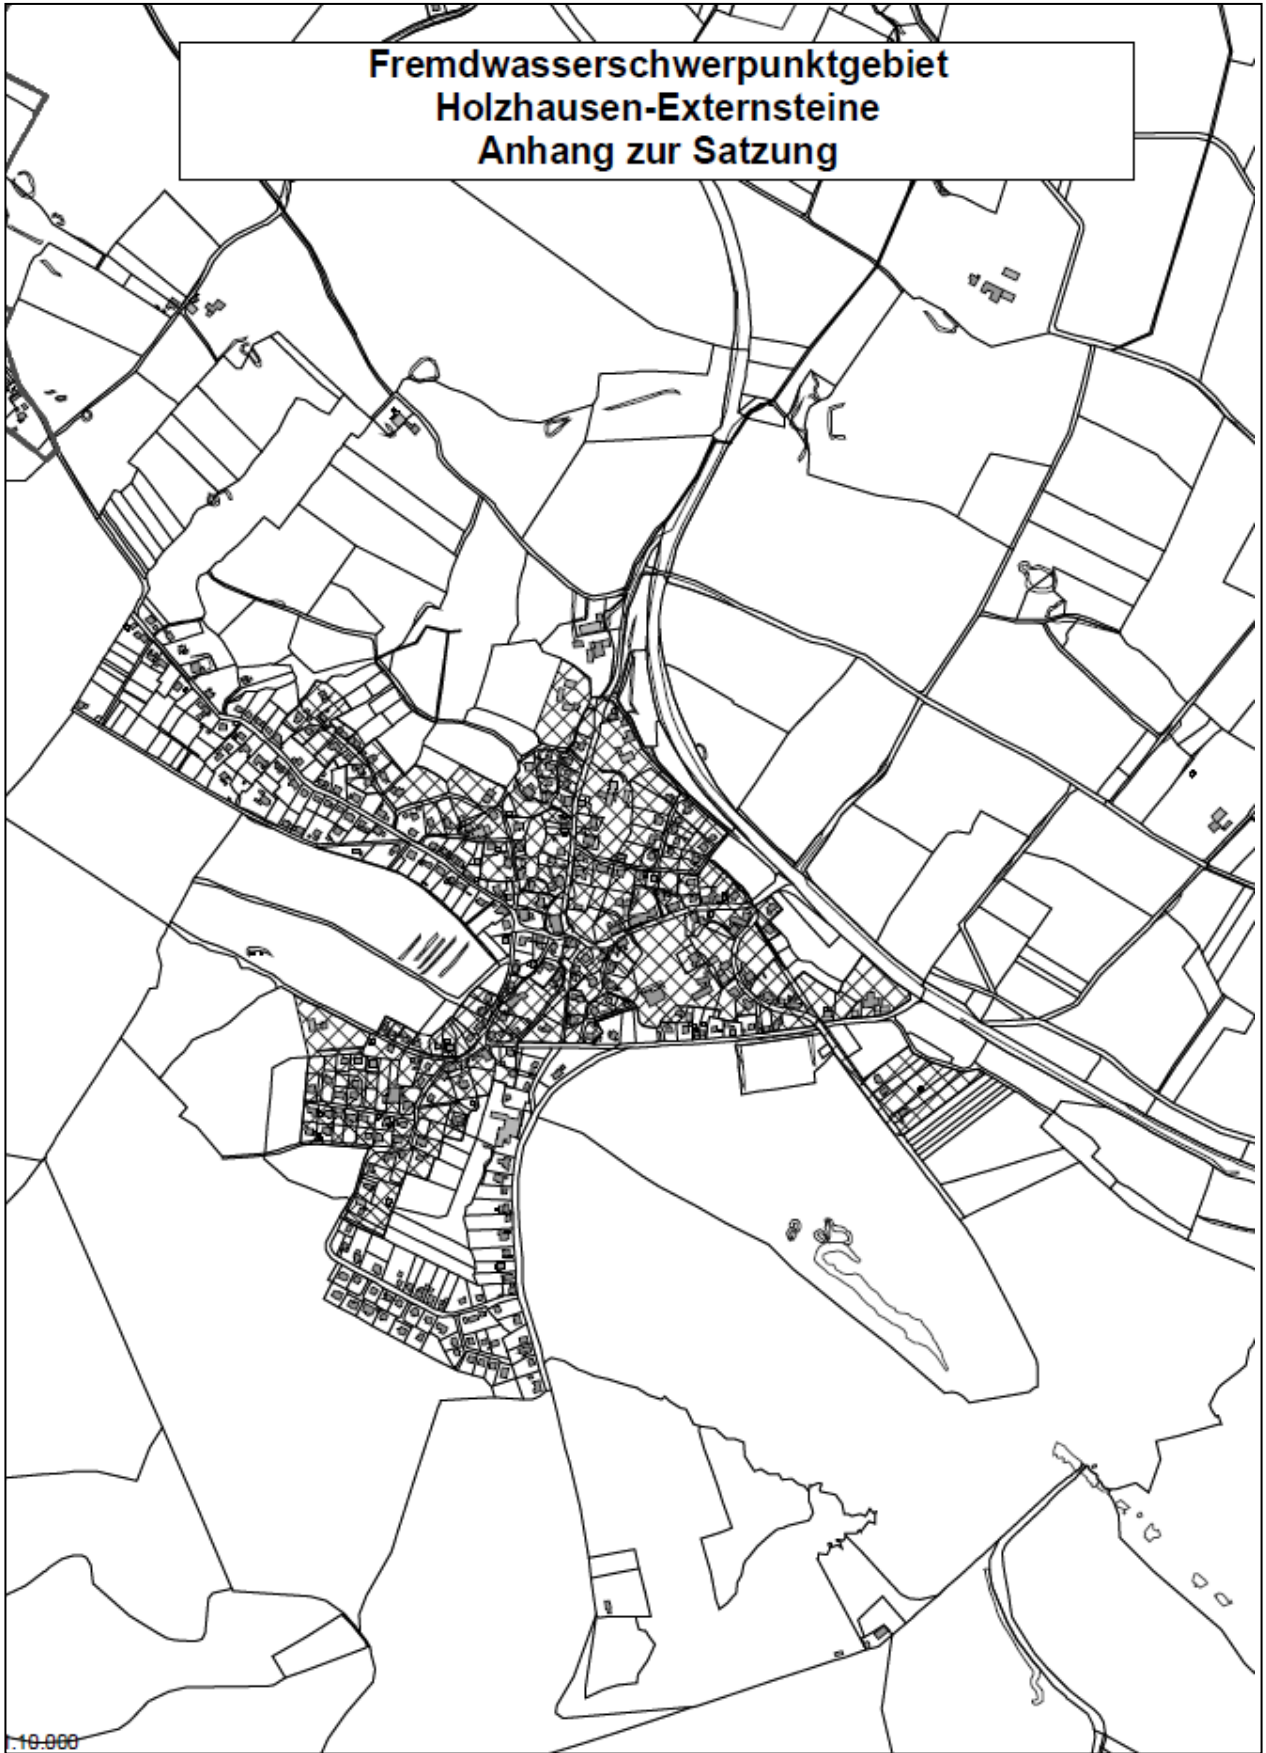 Fremdwasserschwerpunktgebiet
Holzhausen-Externsteine
Anhang zur Satzung
1:10.000